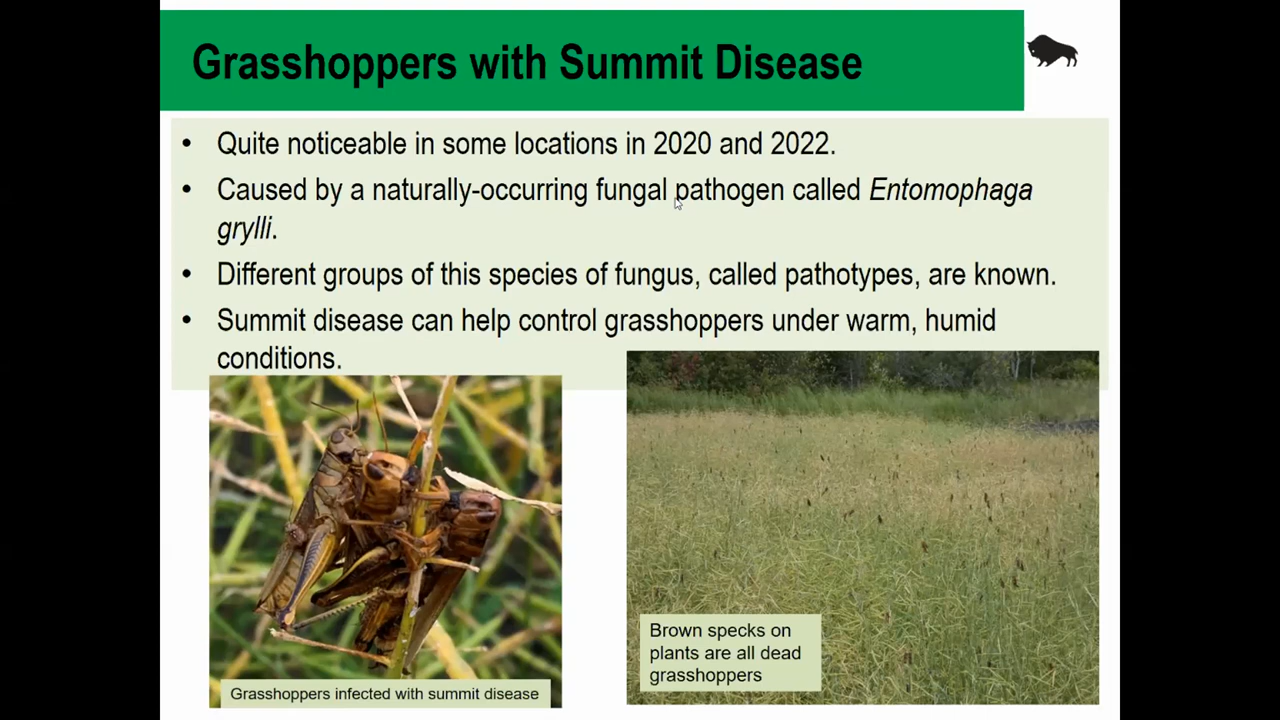 Grasshoppers with Summit Disease
• Quite noticeable in some locations in 2020 and 2022.
• Caused by a naturally-occurring fungal pathogen called Entomophaga
grylli.
• Different groups of this species of fungus, called pathotypes, are known.
• Summit disease can help control grasshoppers under warm, humid
conditions.
Grasshoppers infected with summit disease
Brown specks on
plants are all dead
grasshoppers